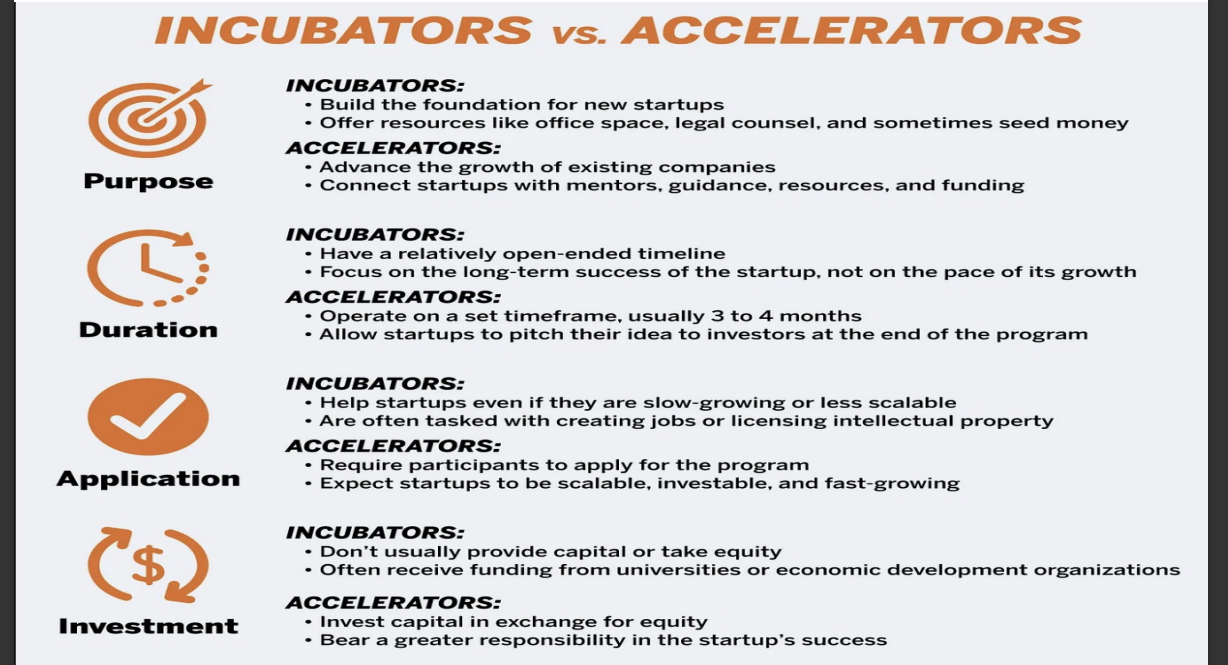 INCUBATORS vs. ACCELERATORS
Purpose
INCUBATORS:
• Build the foundation for new startups
• Offer resources like office space, legal counsel, and sometimes seed money
ACCELERATORS:
• Advance the growth of existing companies
• Connect startups with mentors, guidance, resources, and funding
Duration
INCUBATORS:
• Have a relatively open-ended timeline
• Focus on the long-term success of the startup, not on the pace of its growth
ACCELERATORS:
• Operate on a set timeframe, usually 3 to 4 months
• Allow startups to pitch their idea to investors at the end of the program
Application
INCUBATORS:
• Help startups even if they are slow-growing or less scalable
• Are often tasked with creating jobs or licensing intellectual property
ACCELERATORS:
• Require participants to apply for the program
• Expect startups to be scalable, investable, and fast-growing
$
Investment
INCUBATORS:
• Don't usually provide capital or take equity
• Often receive funding from universities or economic development organizations
ACCELERATORS:
• Invest capital in exchange for equity
• Bear a greater responsibility in the startup's success